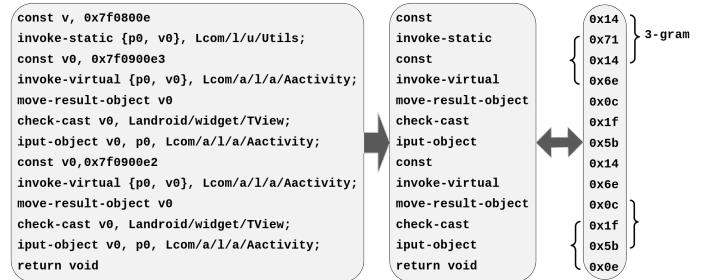 const v, 0x7f0800e
invoke-static {p0, v0}, Lcom/l/u/Utils;
const v0, 0x7f0900e3
invoke-virtual {p0, v0}, Lcom/a/l/a/Aactivity;
move-result-object v0
check-cast v0, Landroid/widget/TView;
iput-object v0, p0, Lcom/a/l/a/Aactivity;
const v0,0x7f0900e2
invoke-virtual {p0, v0}, Lcom/a/l/a/Aactivity;
move-result-object v0
check-cast v0, Landroid/widget/TView;
iput-object v0, p0, Lcom/a/l/a/Aactivity;
return void
const
invoke-static
const
invoke-virtual
move-result-object
check-cast
iput-object
const
invoke-virtual
move-result-object
check-cast
iput-object
return void
0x14
0x71
0x14
0x6e
0x0c
0x1f
0x5b
0x14
0x6e
0x0c
0x1f
0x5b
0x0e
3-gram